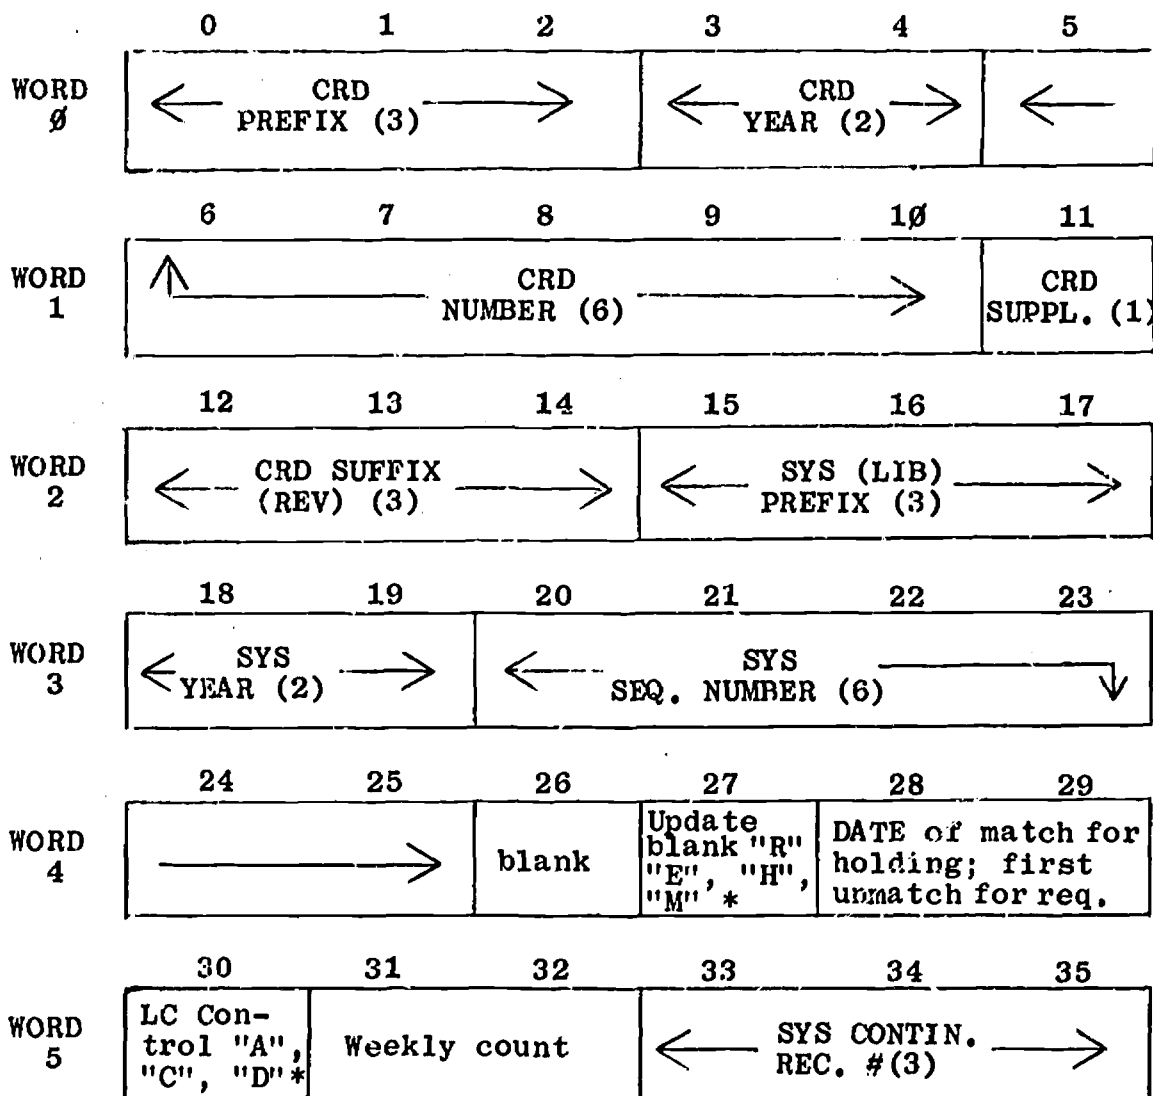 0 1 2 3 4 5
WORD Ø
CRD PREFIX (3)
CRD YEAR (2)
6 7 8 9 1Ø 11
WORD 1
CRD NUMBER (6)
CRD SUPPL. (1)
12 13 14 15 16 17
WORD 2
CRD SUFFIX (REV) (3)
SYS (LIB) PREFIX (3)
18 19 20 21 22 23
WORD 3
SYS YEAR (2)
SYS SEQ. NUMBER (6)
24 25 26 27 28 29
WORD 4
blank
Update
blank "R"
"E", "H",
"M" *
DATE of match for
holding; first
unmatch for req.
30 31 32 33 34 35
WORD 5
LC Con-
trol "A",
"C", "D"*
Weekly count
SYS CONTIN.
REC. #(3)